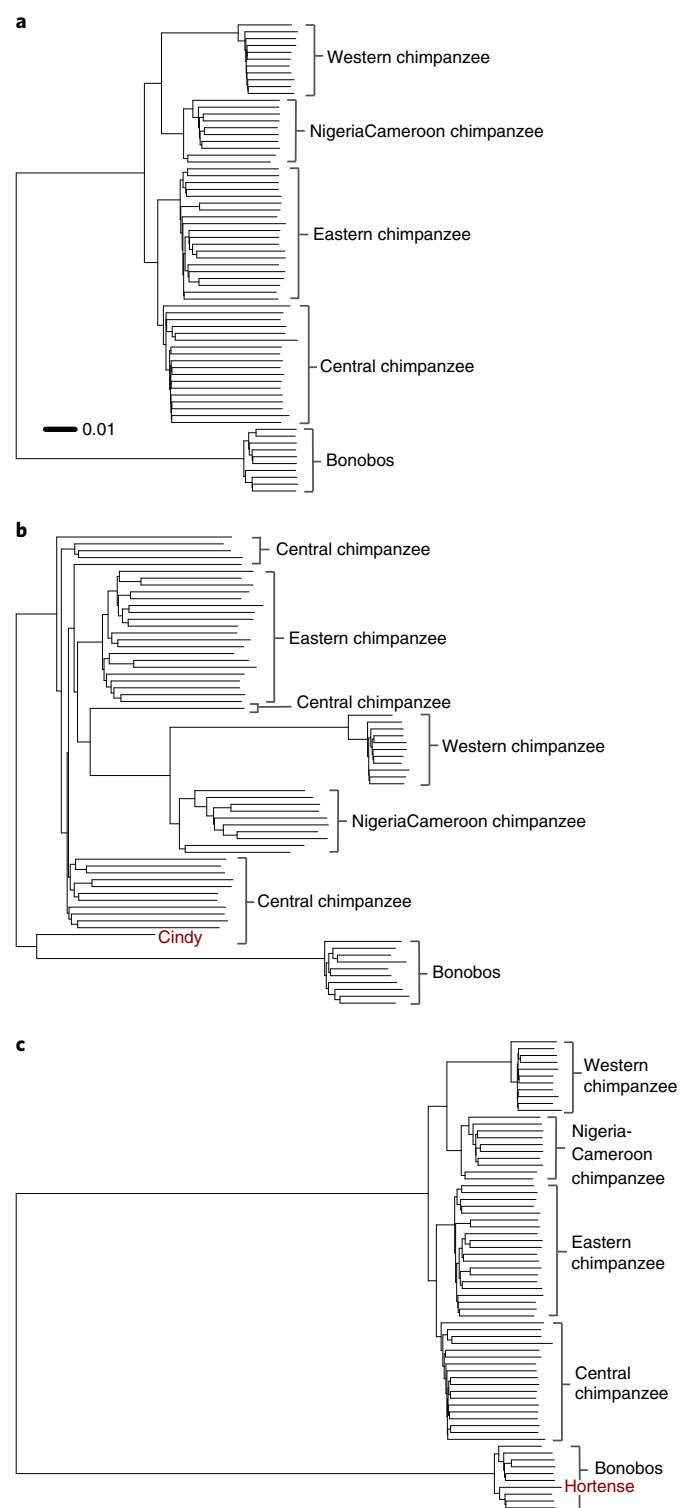 a
Western chimpanzee
NigeriaCameroon chimpanzee
Eastern chimpanzee
Central chimpanzee
0.01
Bonobos
b
Central chimpanzee
Eastern chimpanzee
Central chimpanzee
Western chimpanzee
NigeriaCameroon chimpanzee
Central chimpanzee
Cindy
Bonobos
c
Western
chimpanzee
Nigeria-
Cameroon
chimpanzee
Eastern
chimpanzee
Central
chimpanzee
Bonobos
Hortense